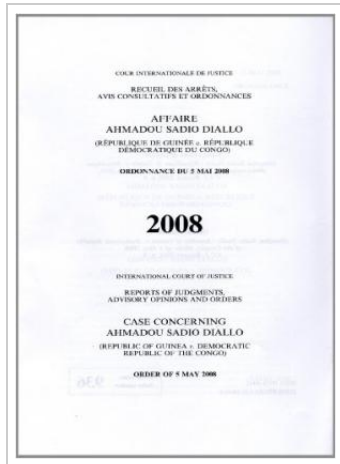 COUR INTERNATIONALE DE JUSTICE
RECUEIL DES ARRÊTS,
AVIS CONSULTATIFS ET ORDONNANCES
AFFAIRE
AHMADOU SADIO DIALLO
(RÉPUBLIQUE DE GUINÉE c. RÉPUBLIQUE
DÉMOCRATIQUE DU CONGO)
ORDONNANCE DU 5 MAI 2008
2008
INTERNATIONAL COURT OF JUSTICE
REPORTS OF JUDGMENTS,
ADVISORY OPINIONS AND ORDERS
CASE CONCERNING
AHMADOU SADIO DIALLO
(REPUBLIC OF GUINEA v. DEMOCRATIC
REPUBLIC OF THE CONGO)
ORDER OF 5 MAY 2008